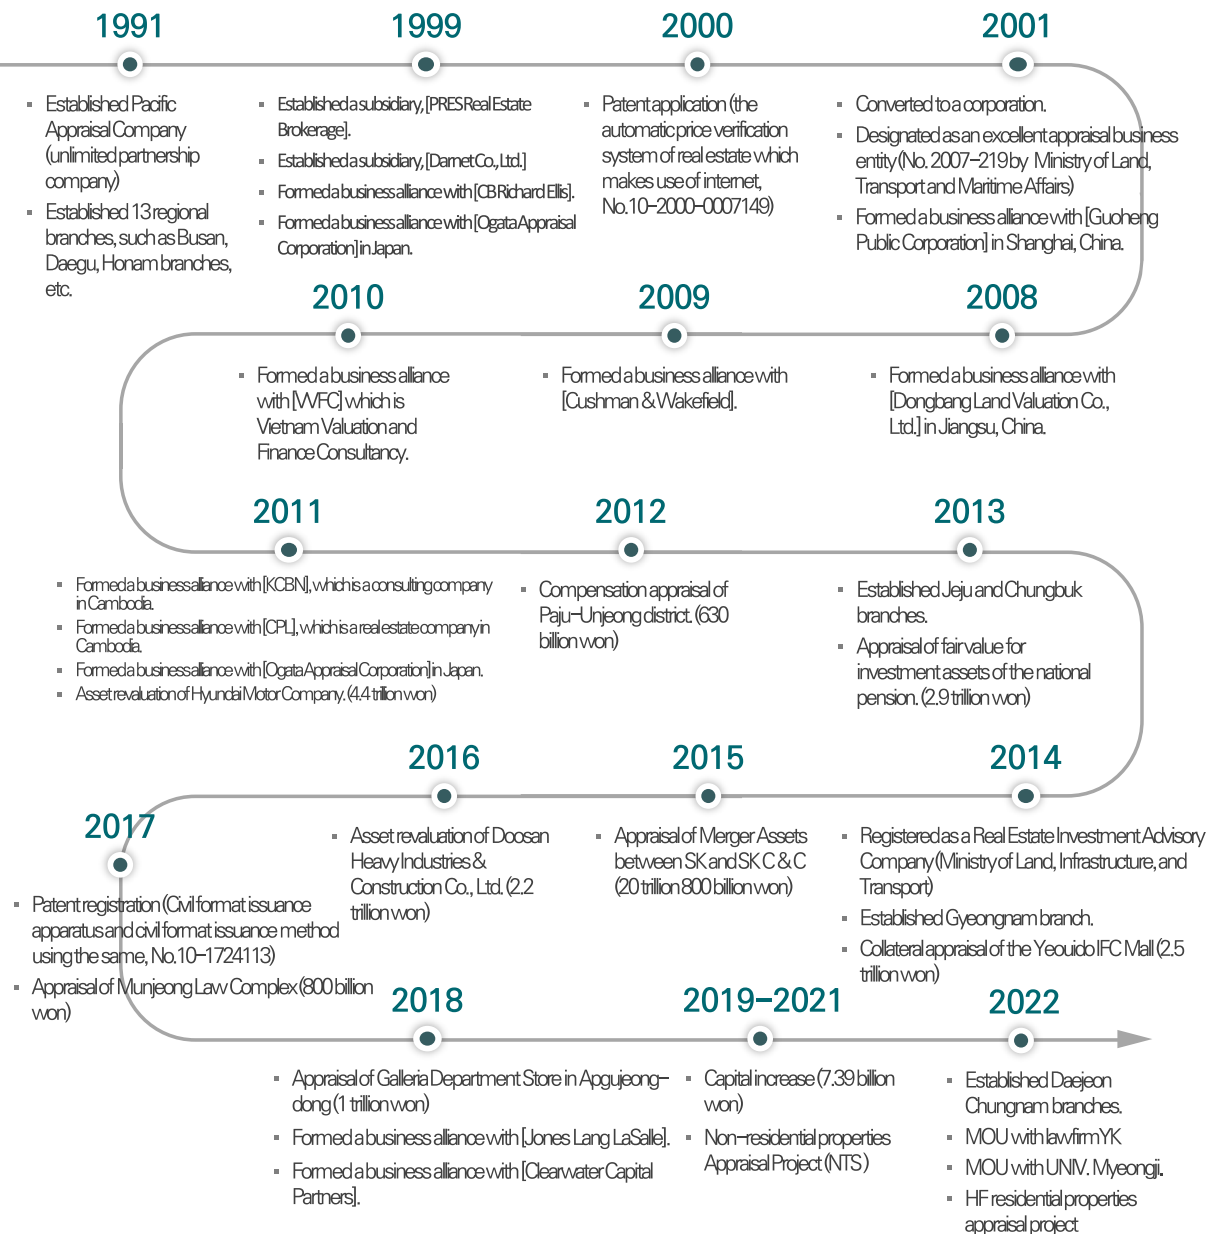 1991
Established Pacific
Appraisal Company
(unlimited partnership
company)
Established 13 regional
branches, such as Busan,
Daegu, Honam branches,
etc.
1999
Established a subsidiary, [PRES Real Estate
Brokerage].
Established a subsidiary, [Darnet Co., Ltd.]
Formed a business alliance with [CB Richard Ellis].
Formed a business alliance with [Ogata Appraisal
Corporation] in Japan.
2000
Patent application (the
automatic price verification
system of real estate which
makes use of internet,
No.10-2000-0007149)
2001
Converted to a corporation.
Designated as an excellent appraisal business
entity (No. 2007-219 by Ministry of Land,
Transport and Maritime Affairs)
Formed a business alliance with [Guoheng
Public Corporation] in Shanghai, China.
2010
Formed a business alliance
with [VVFC] which is
Vietnam Valuation and
Finance Consultancy.
2009
Formed a business alliance with
[Cushman & Wakefield].
2008
Formed a business alliance with
[Dongbang Land Valuation Co.,
Ltd.] in Jiangsu, China.
2011
Formed a business alliance with [KCBN], which is a consulting company
in Cambodia.
Formed a business alliance with [CPL], which is a real estate company in
Cambodia.
Formed a business alliance with [Ogata Appraisal Corporation] in Japan.
Asset revaluation of Hyundai Motor Company. (4.4 trillion won)
2012
Compensation appraisal of
Paju-Unjeong district. (630
billion won)
2013
Established Jeju and Chungbuk
branches.
Appraisal of fair value for
investment assets of the national
pension. (2.9 trillion won)
2016
Asset revaluation of Doosan
Heavy Industries &
Construction Co., Ltd. (2.2
trillion won)
2015
Appraisal of Merger Assets
between SK and SK C & C
(20 trillion 800 billion won)
2014
Registered as a Real Estate Investment Advisory
Company (Ministry of Land, Infrastructure, and
Transport)
Established Gyeongnam branch.
Collateral appraisal of the Yeouido IFC Mall (2.5
trillion won)
2017
Patent registration (Civil format issuance
apparatus and civil format issuance method
using the same, No.10-1724113)
Appraisal of Munjeong Law Complex (800 billion
won)
2018
Appraisal of Galleria Department Store in Apgujeong-
dong (1 trillion won)
Formed a business alliance with [Jones Lang LaSalle].
Formed a business alliance with [Clearwater Capital
Partners].
2019-2021
Capital increase (7.39 billion
won)
Non-residential properties
Appraisal Project (NTS)
2022
Established Daejeon
Chungnam branches.
MOU with lawfirm YK
MOU with UNIV. Myeongji.
HF residential properties
appraisal project